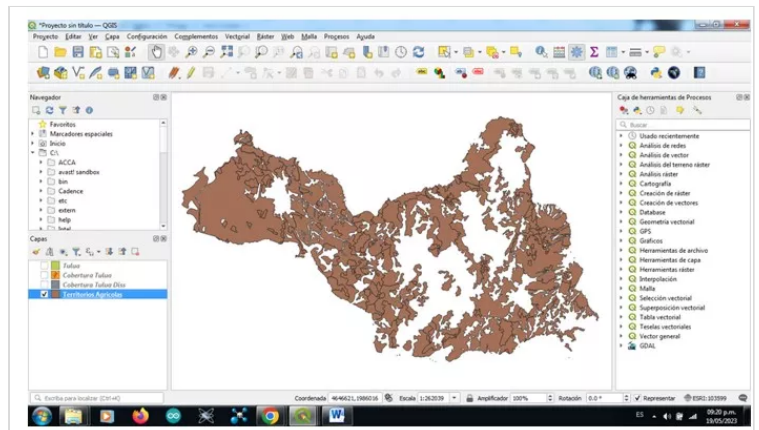 *Proyecto sin título — QGIS
Proyecto Editar Ver Capa Configuración Complementos Vectorial Ráster Web Malla Procesos Ayuda
Navegador
Favoritos
Marcadores espaciales
Inicio
C:\
ACCA
avast! sandbox
bin
Cadence
etc
extern
help
Intel
Capas
Tulua
Cobertura Tulua
Cobertura Tulua Diss
Territorios Agricolas
Caja de herramientas de Procesos
Buscar
Usado recientemente
Análisis de redes
Análisis de vector
Análisis del terreno ráster
Análisis ráster
Cartografía
Creación de ráster
Creación de vectores
Database
Geometría vectorial
GPS
Gráficos
Herramientas de archivo
Herramientas de capa
Herramientas ráster
Interpolación
Malla
Selección vectorial
Superposición vectorial
Tabla vectorial
Teselas vectoriales
Vector general
GDAL
Escriba para localizar (Ctrl+K)
Coordenada 4646621,1986016 Escala 1:262039 Amplificador 100% Rotación 0.0 ° Representar ESRI:103599
ES 09:20 p.m.
19/05/2023